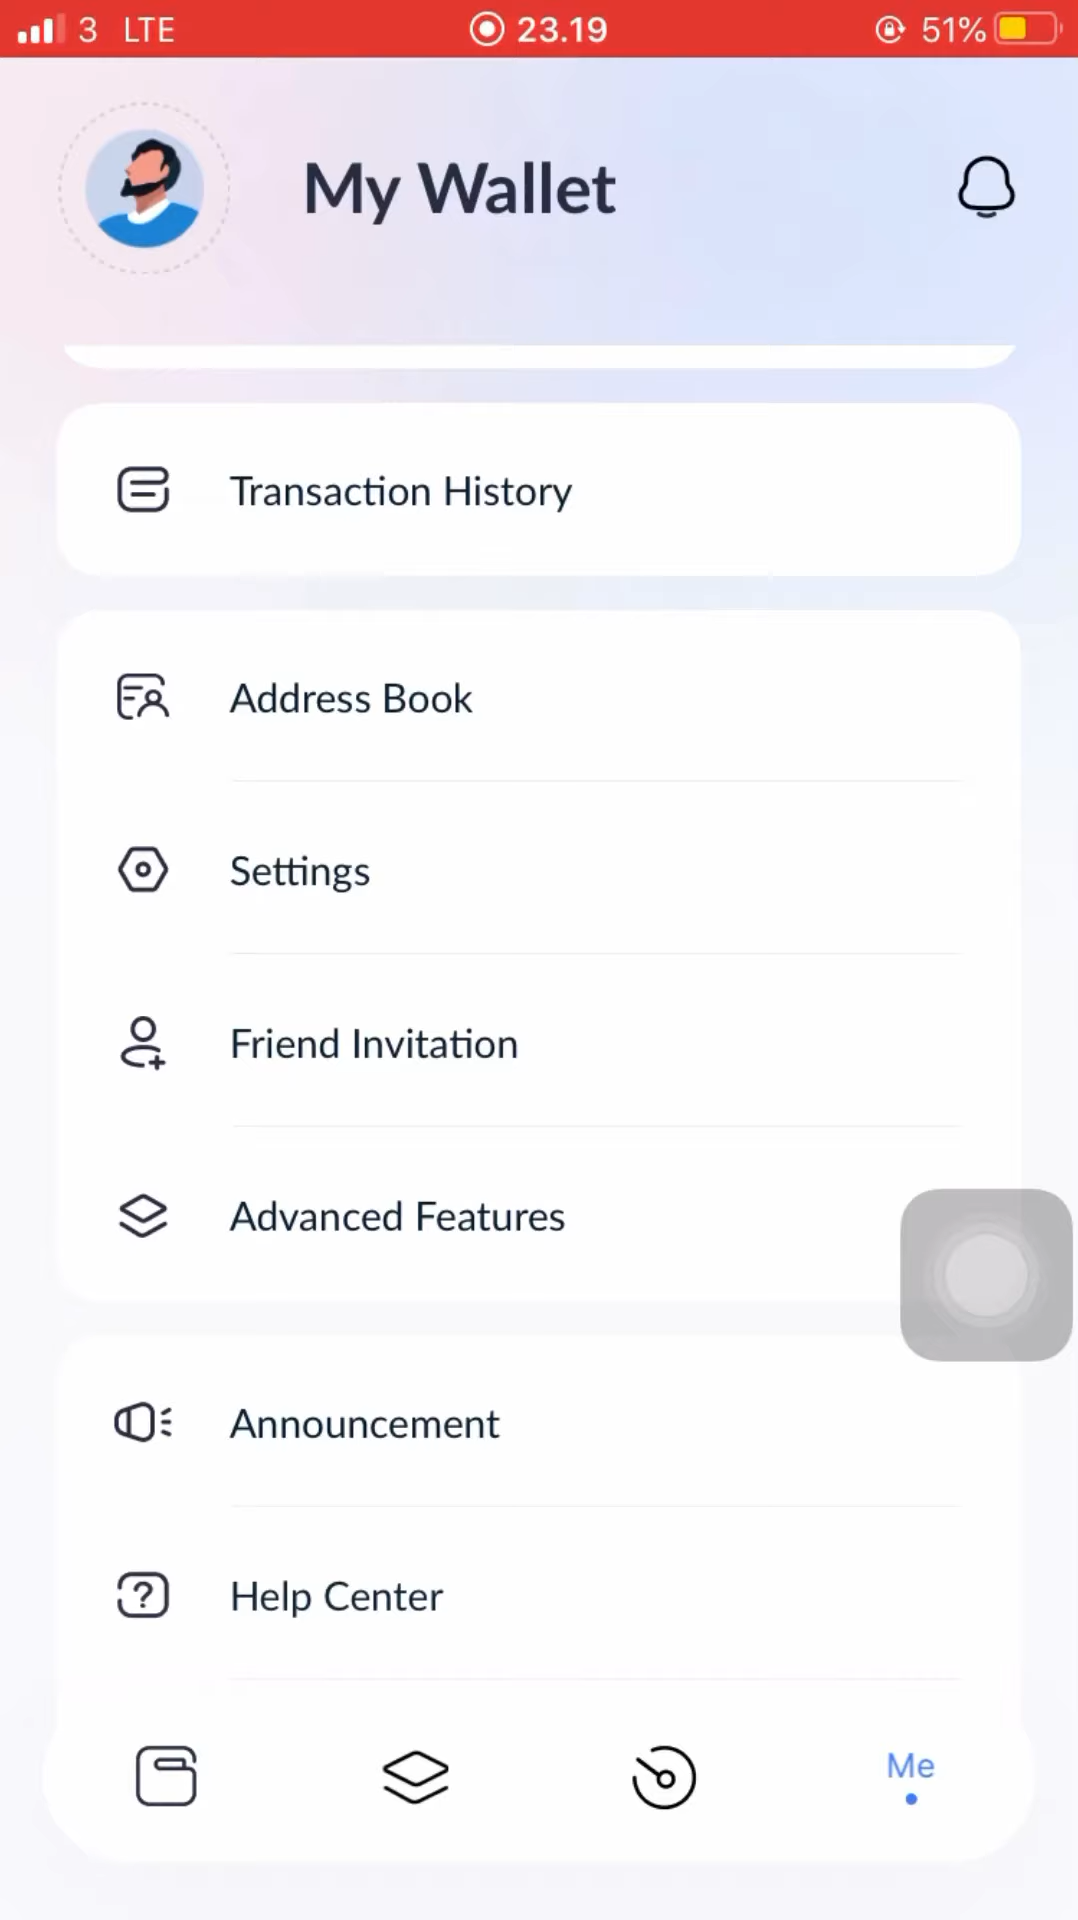 3 LTE 23.19 51%
My Wallet
Transaction History
Address Book
Settings
Friend Invitation
Advanced Features
Announcement
Help Center
Me